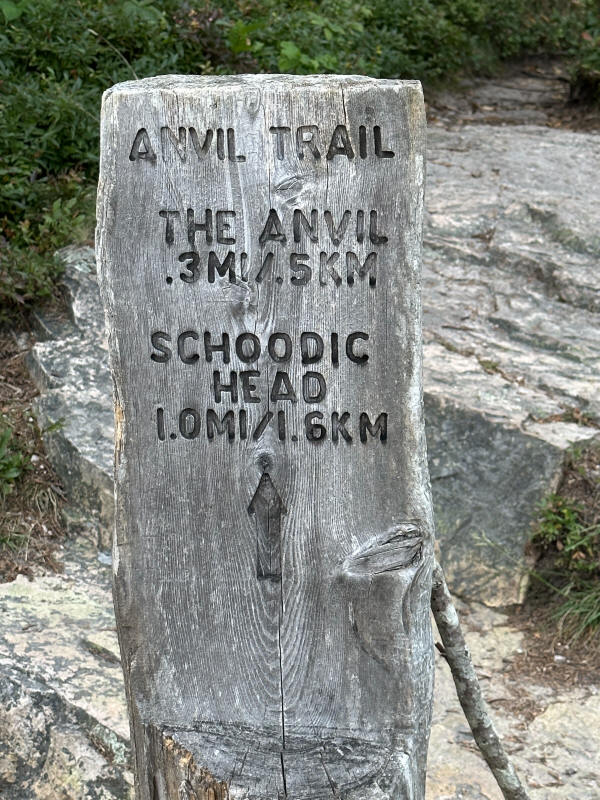 ANVIL TRAIL
THE ANVIL
.3MI/.5KM
SCHOODIC
HEAD
1.0MI/1.6KM